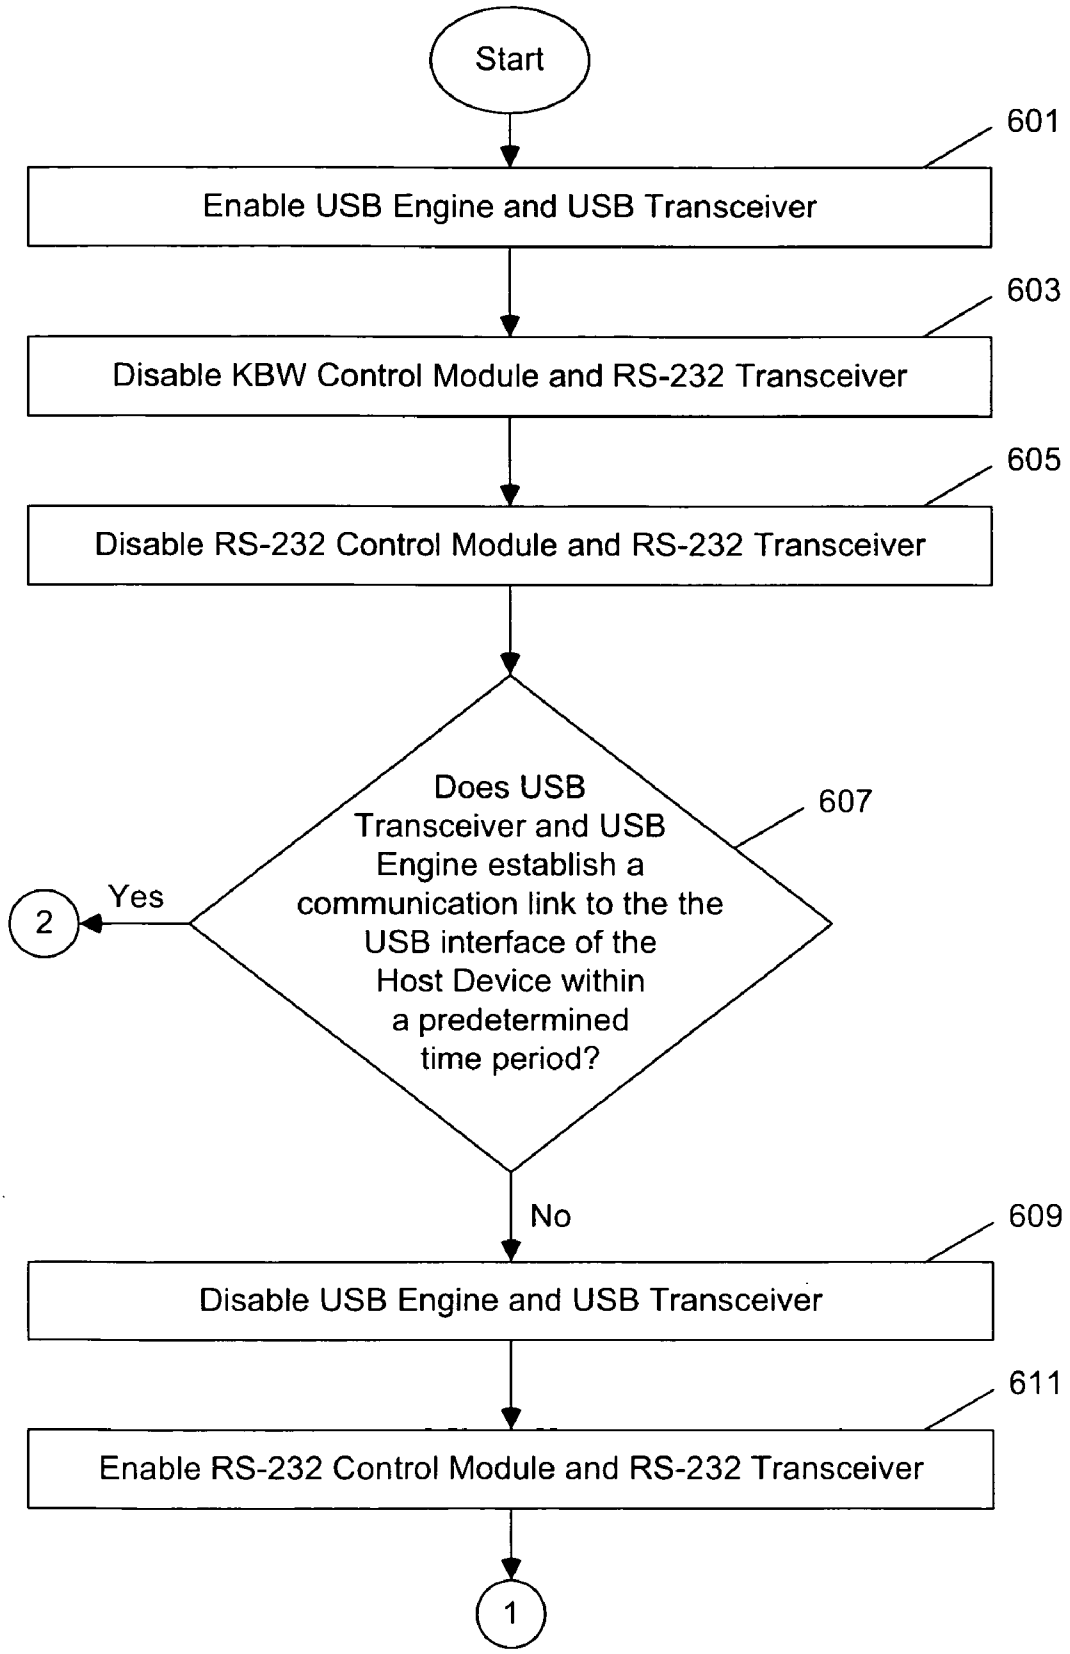 Start
601
Enable USB Engine and USB Transceiver
603
Disable KBW Control Module and RS-232 Transceiver
605
Disable RS-232 Control Module and RS-232 Transceiver
Does USB
Transceiver and USB
Engine establish a
communication link to the the
USB interface of the
Host Device within
a predetermined
time period?
607
Yes
2
No
609
Disable USB Engine and USB Transceiver
611
Enable RS-232 Control Module and RS-232 Transceiver
1